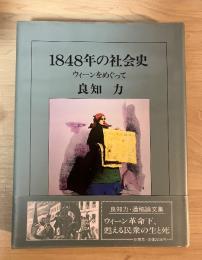 1848年の社会史
ウィーンをめぐって
良知 力
良知力・遺稿論文集
ウィーン革命下、
甦える民衆の生と死